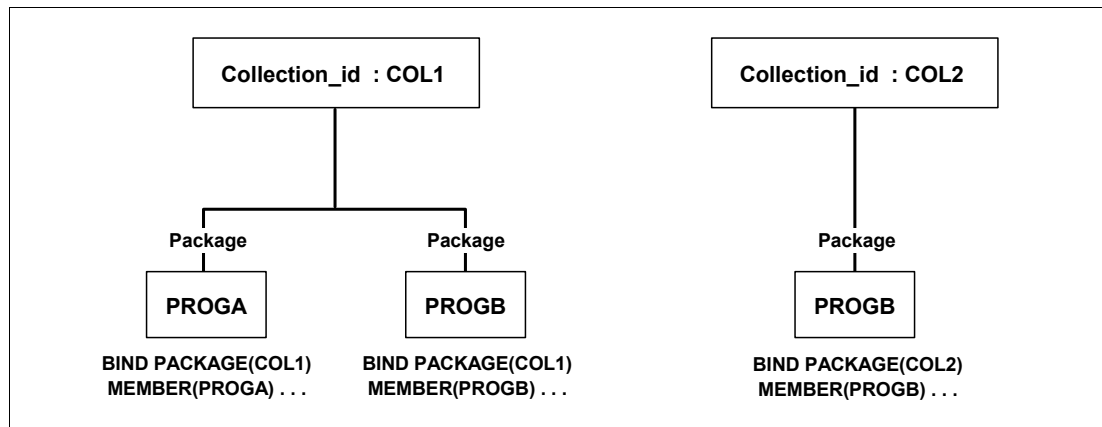 Collection_id : COL1
Collection_id : COL2
Package
Package
Package
PROGA
PROGB
PROGB
BIND PACKAGE(COL1)
MEMBER(PROGA) . . .
BIND PACKAGE(COL1)
MEMBER(PROGB) . . .
BIND PACKAGE(COL2)
MEMBER(PROGB) . . .